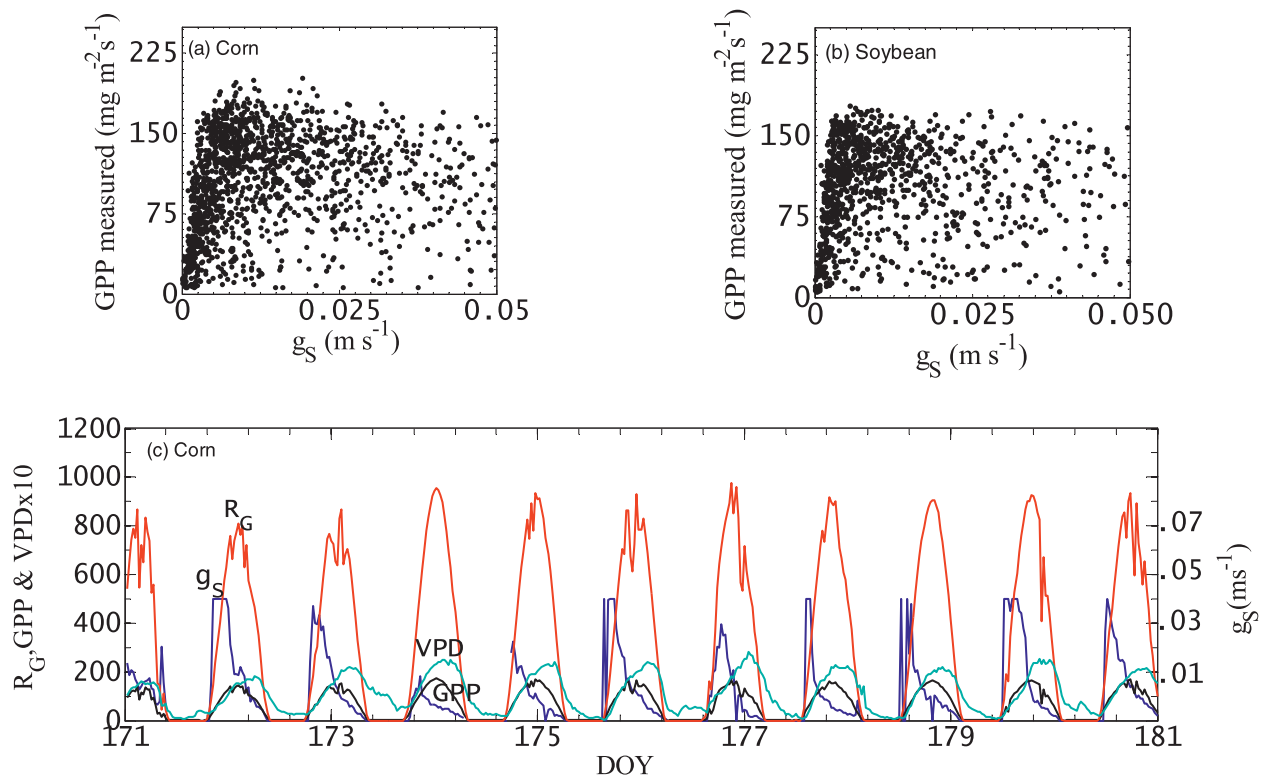 (a) Corn
225
150
75
0
GPP measured (mg m⁻²s⁻¹)
0 0.025 0.05
gS (m s⁻¹)
(b) Soybean
225
150
75
0
GPP measured (mg m⁻²s⁻¹)
0 0.025 0.050
gS (m s⁻¹)
(c) Corn
1200
1000
800
600
400
200
0
RG,GPP & VPDx10
RG
gS
VPD
GPP
.07
.05
.03
.01
gS(ms⁻¹)
171 173 175 177 179 181
DOY